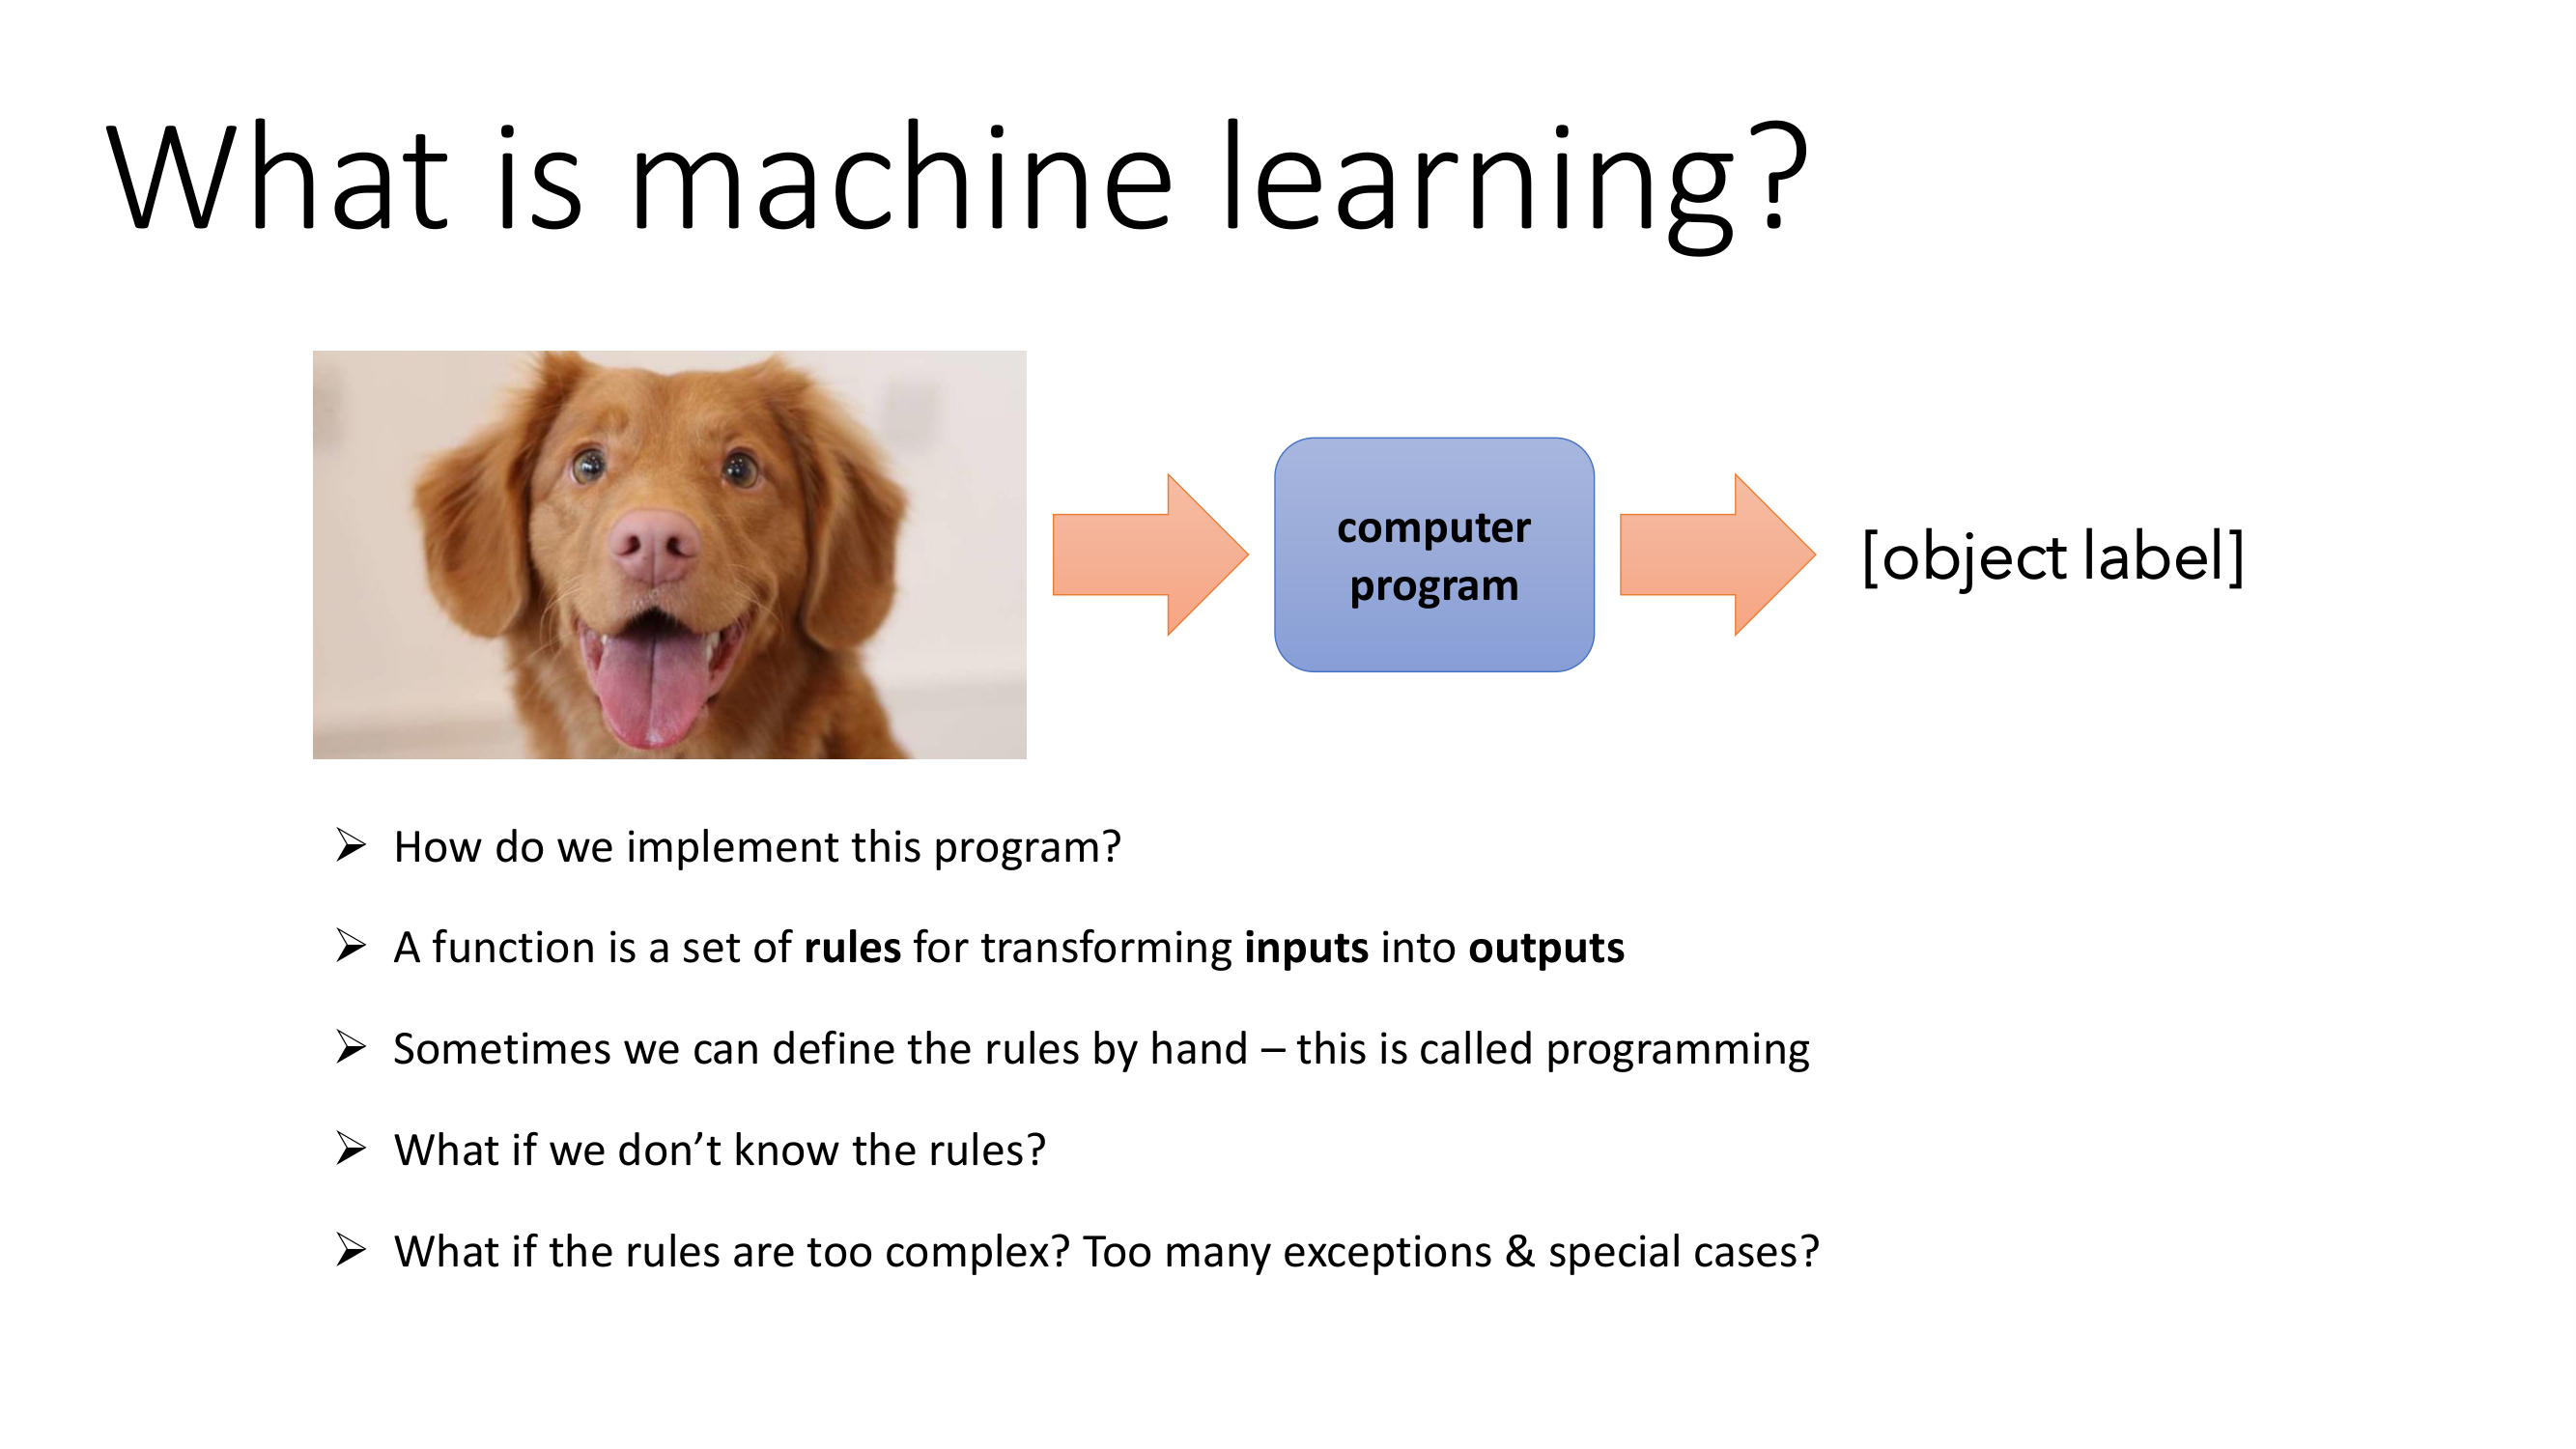 What is machine learning?
computer
program
[object label]
➢ How do we implement this program?
➢ A function is a set of rules for transforming inputs into outputs
➢ Sometimes we can define the rules by hand – this is called programming
➢ What if we don’t know the rules?
➢ What if the rules are too complex? Too many exceptions & special cases?